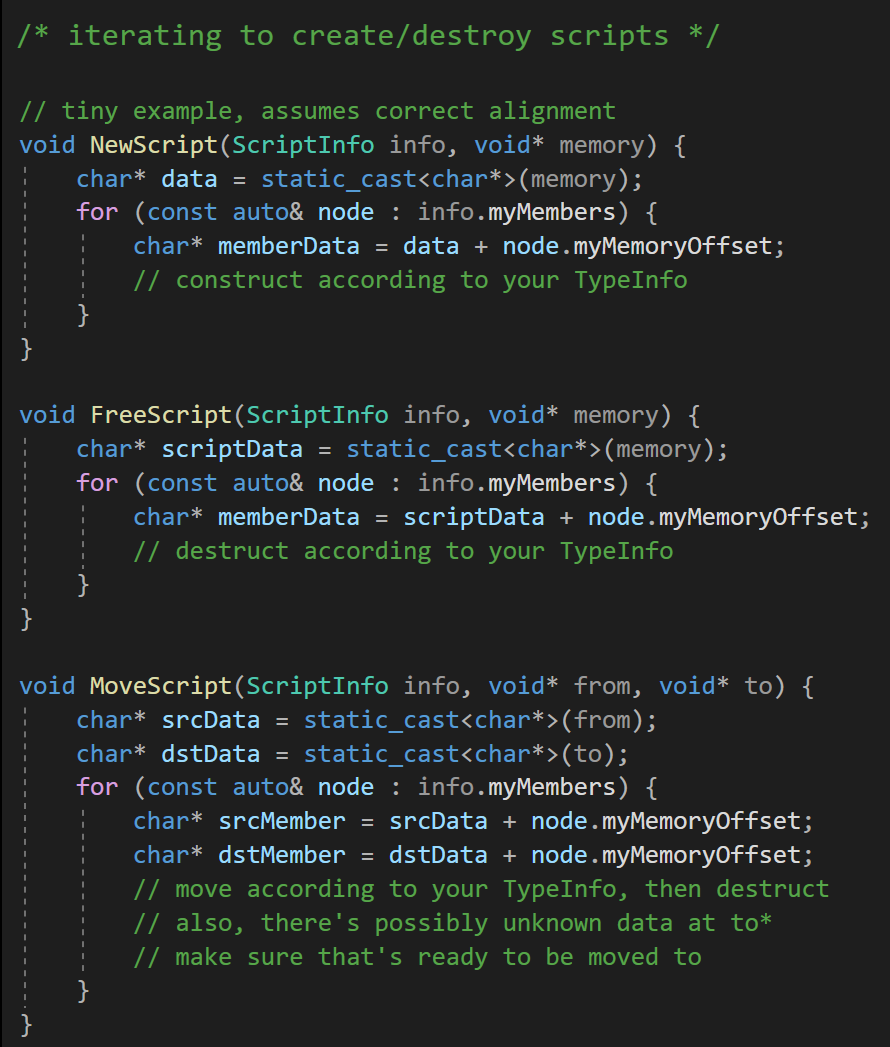 /* iterating to create/destroy scripts */
// tiny example, assumes correct alignment
void NewScript(ScriptInfo info, void* memory) {
char* data = static_cast<char*>(memory);
for (const auto& node : info.myMembers) {
char* memberData = data + node.myMemoryOffset;
// construct according to your TypeInfo
}
}
void FreeScript(ScriptInfo info, void* memory) {
char* scriptData = static_cast<char*>(memory);
for (const auto& node : info.myMembers) {
char* memberData = scriptData + node.myMemoryOffset;
// destruct according to your TypeInfo
}
}
void MoveScript(ScriptInfo info, void* from, void* to) {
char* srcData = static_cast<char*>(from);
char* dstData = static_cast<char*>(to);
for (const auto& node : info.myMembers) {
char* srcMember = srcData + node.myMemoryOffset;
char* dstMember = dstData + node.myMemoryOffset;
// move according to your TypeInfo, then destruct
// also, there's possibly unknown data at to*
// make sure that's ready to be moved to
}
}